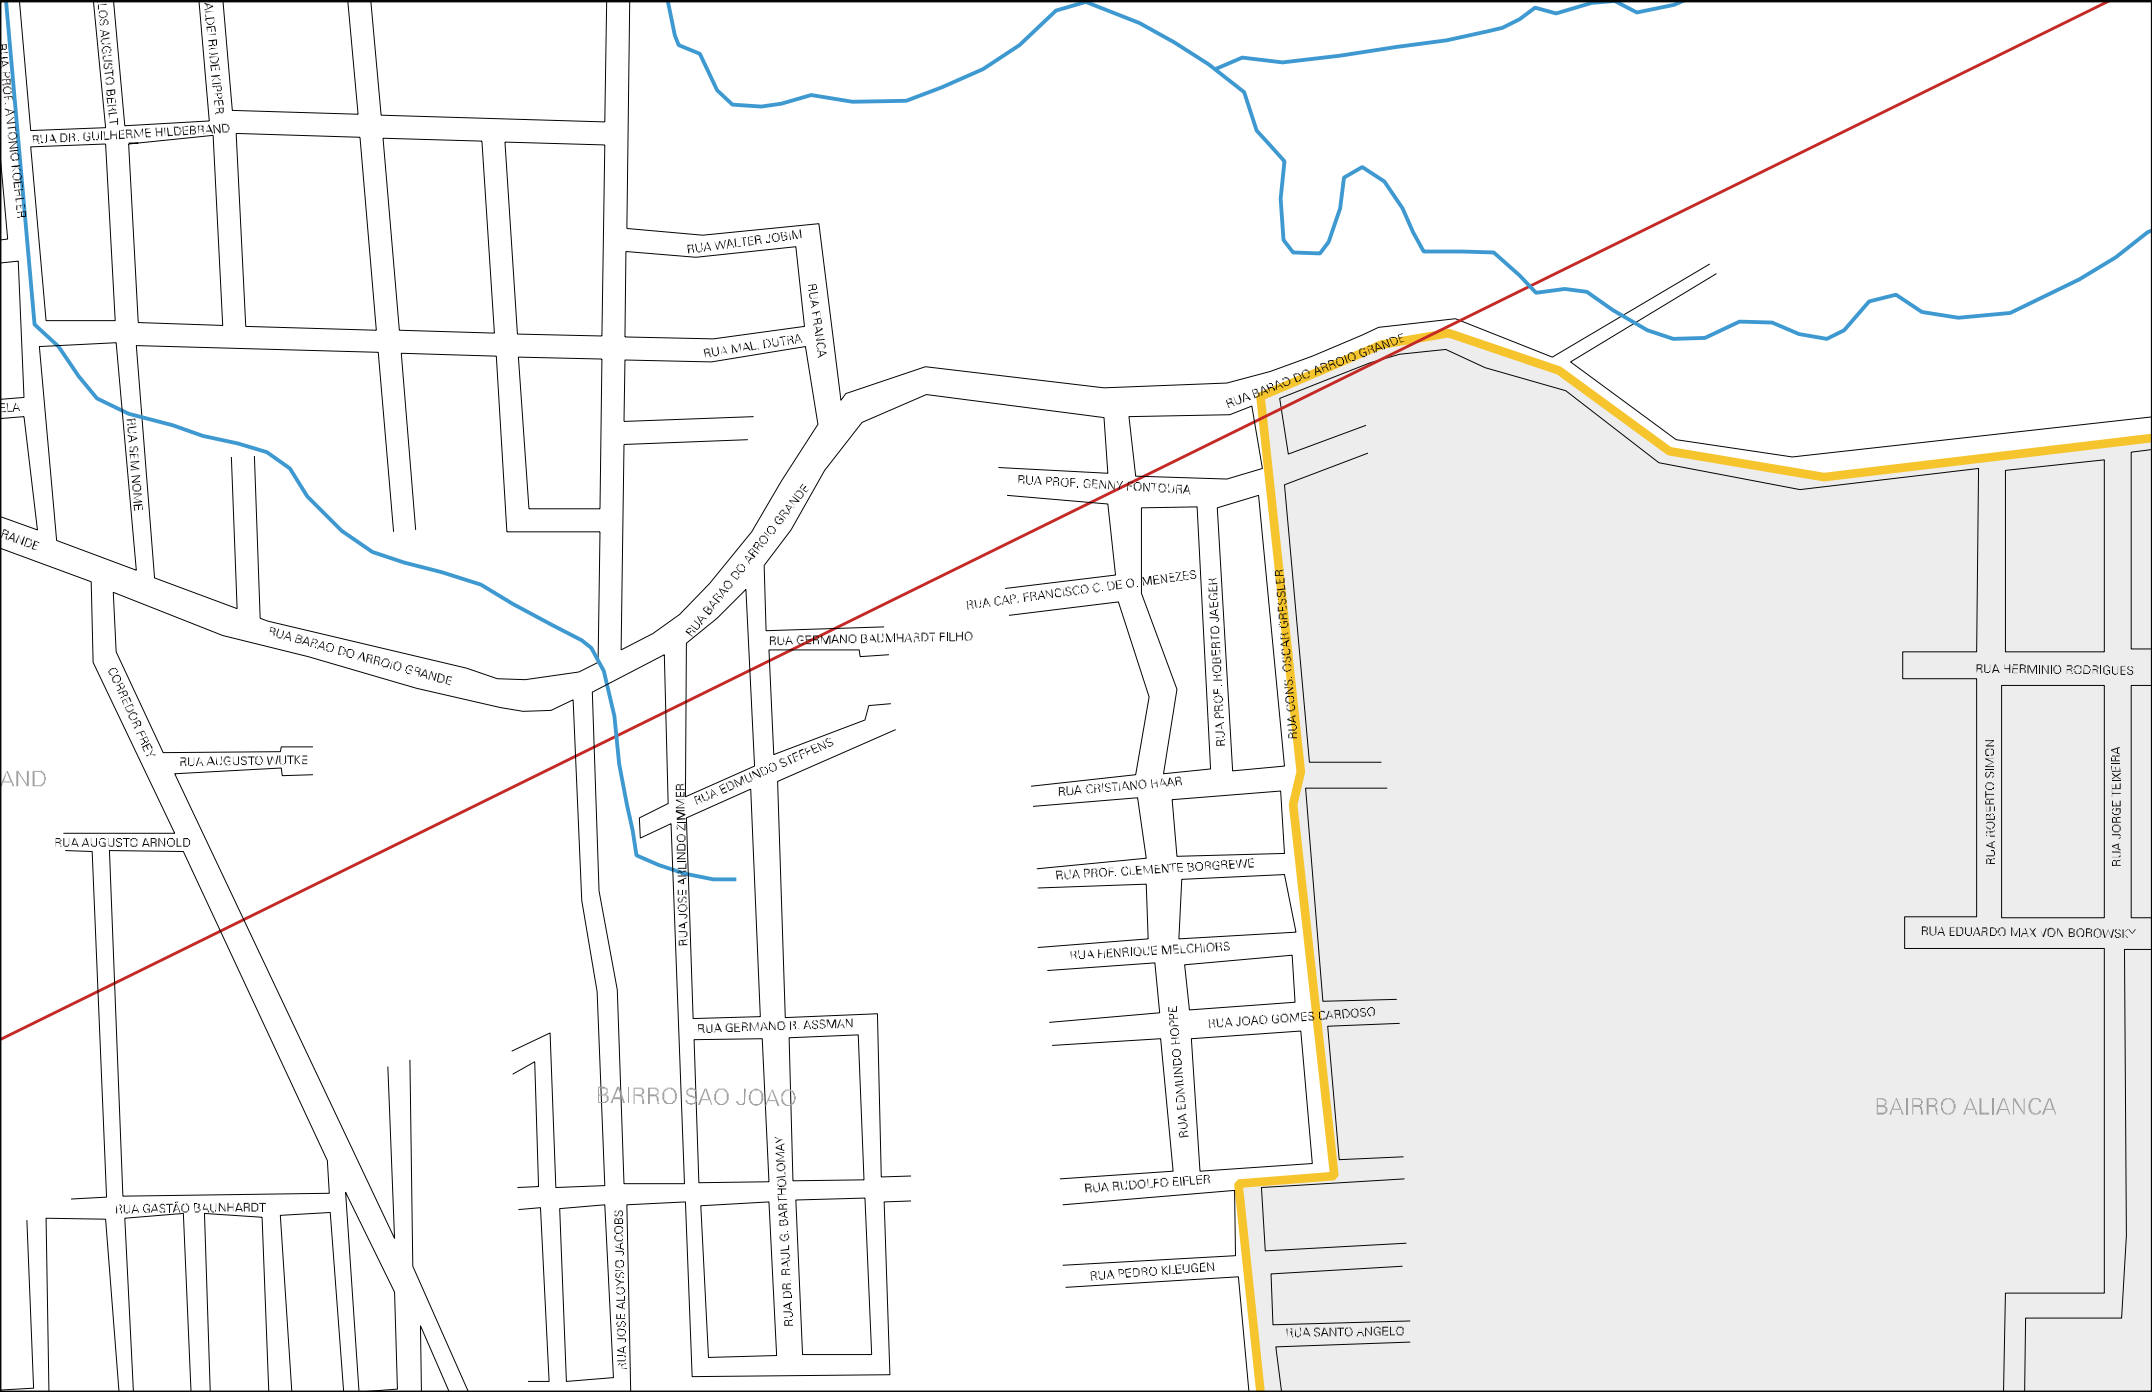 RUA PROF. ANTONIO KOEHLER
LOS AUGUSTO BEHLT
RUA DR. GUILHERME HILDEBRAND
RUA WALTER JOBIM
RUA FRANCA
RUA MAL. DUTRA
RUA BARAO DO ARROIO GRANDE
ELA
RUA SEM NOME
RANDE
RUA PROF. GENNY FONTOURA
RUA BARAO DO ARROIO GRANDE
RUA CAP. FRANCISCO C. DE O. MENEZES
RUA PROF. ROBERTO JAEGER
RUA CONS. OSCAR GRESSLER
RUA BARAO DO ARROIO GRANDE
RUA GERMANO BAUMHARDT FILHO
RUA HERMINIO RODRIGUES
CORREDOR FREY
RUA AUGUSTO WUTKE
AND
RUA EDMUNDO STEFFENS
RUA CRISTIANO HAAR
RUA ROBERTO SIMON
RUA JORGE TEIXEIRA
RUA AUGUSTO ARNOLD
RUA JOSE ARLINDO ZIMMER
RUA PROF. CLEMENTE BORGREWE
RUA HENRIQUE MELCHIORS
RUA EDUARDO MAX VON BOROWSKY
RUA GERMANO R. ASSMAN
RUA JOAO GOMES CARDOSO
RUA EDMUNDO HOPPE
BAIRRO SAO JOAO
BAIRRO ALIANCA
RUA RUDOLFO EIFLER
RUA GASTÃO BAUNHARDT
RUA DR. RAUL G. BARTHOLOMAY
RUA JOSE ALOYSIO JACOBS
RUA PEDRO KLEUGEN
RUA SANTO ANGELO